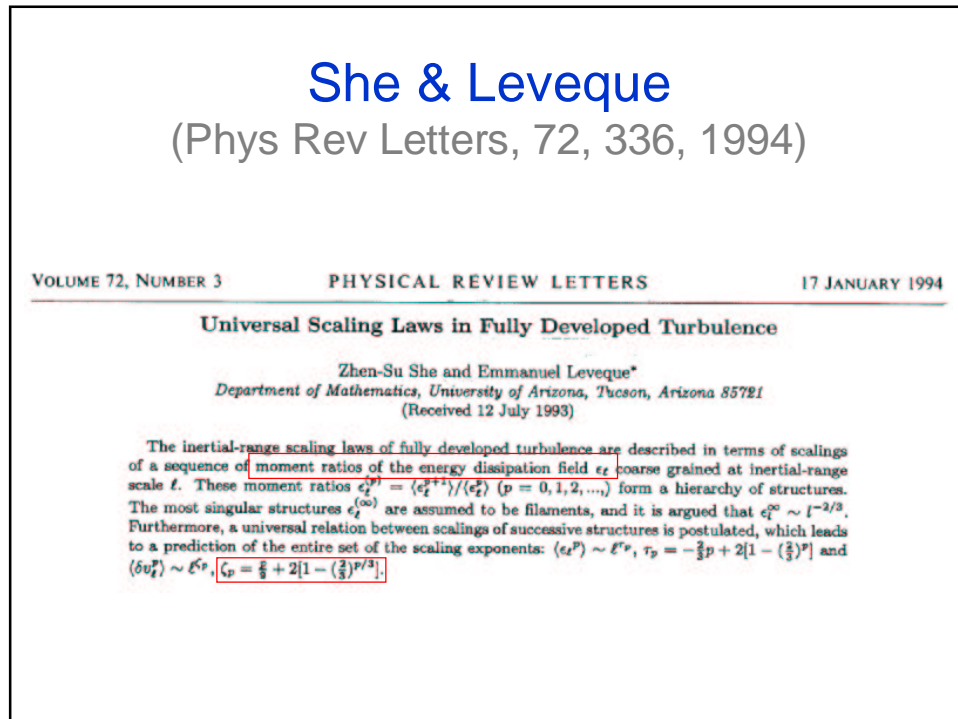 She & Leveque
(Phys Rev Letters, 72, 336, 1994)
VOLUME 72, NUMBER 3 PHYSICAL REVIEW LETTERS 17 JANUARY 1994
Universal Scaling Laws in Fully Developed Turbulence
Zhen-Su She and Emmanuel Leveque*
Department of Mathematics, University of Arizona, Tucson, Arizona 85721
(Received 12 July 1993)
The inertial-range scaling laws of fully developed turbulence are described in terms of scalings
of a sequence of moment ratios of the energy dissipation field ϵ_ℓ coarse grained at inertial-range
scale ℓ. These moment ratios ϵ_ℓ^(p) = ⟨ϵ_ℓ^{p+1}⟩/⟨ϵ_ℓ^p⟩ (p = 0, 1, 2, ...,) form a hierarchy of structures.
The most singular structures ϵ_ℓ^(∞) are assumed to be filaments, and it is argued that ϵ_ℓ^∞ ∼ l^{−2/3}.
Furthermore, a universal relation between scalings of successive structures is postulated, which leads
to a prediction of the entire set of the scaling exponents: ⟨ϵ_ℓ^p⟩ ∼ ℓ^{τ_p}, τ_p = −2/3p + 2[1 − (2/3)^p] and
⟨δv_ℓ^p⟩ ∼ ℓ^{ζ_p}, ζ_p = p/9 + 2[1 − (2/3)^{p/3}].